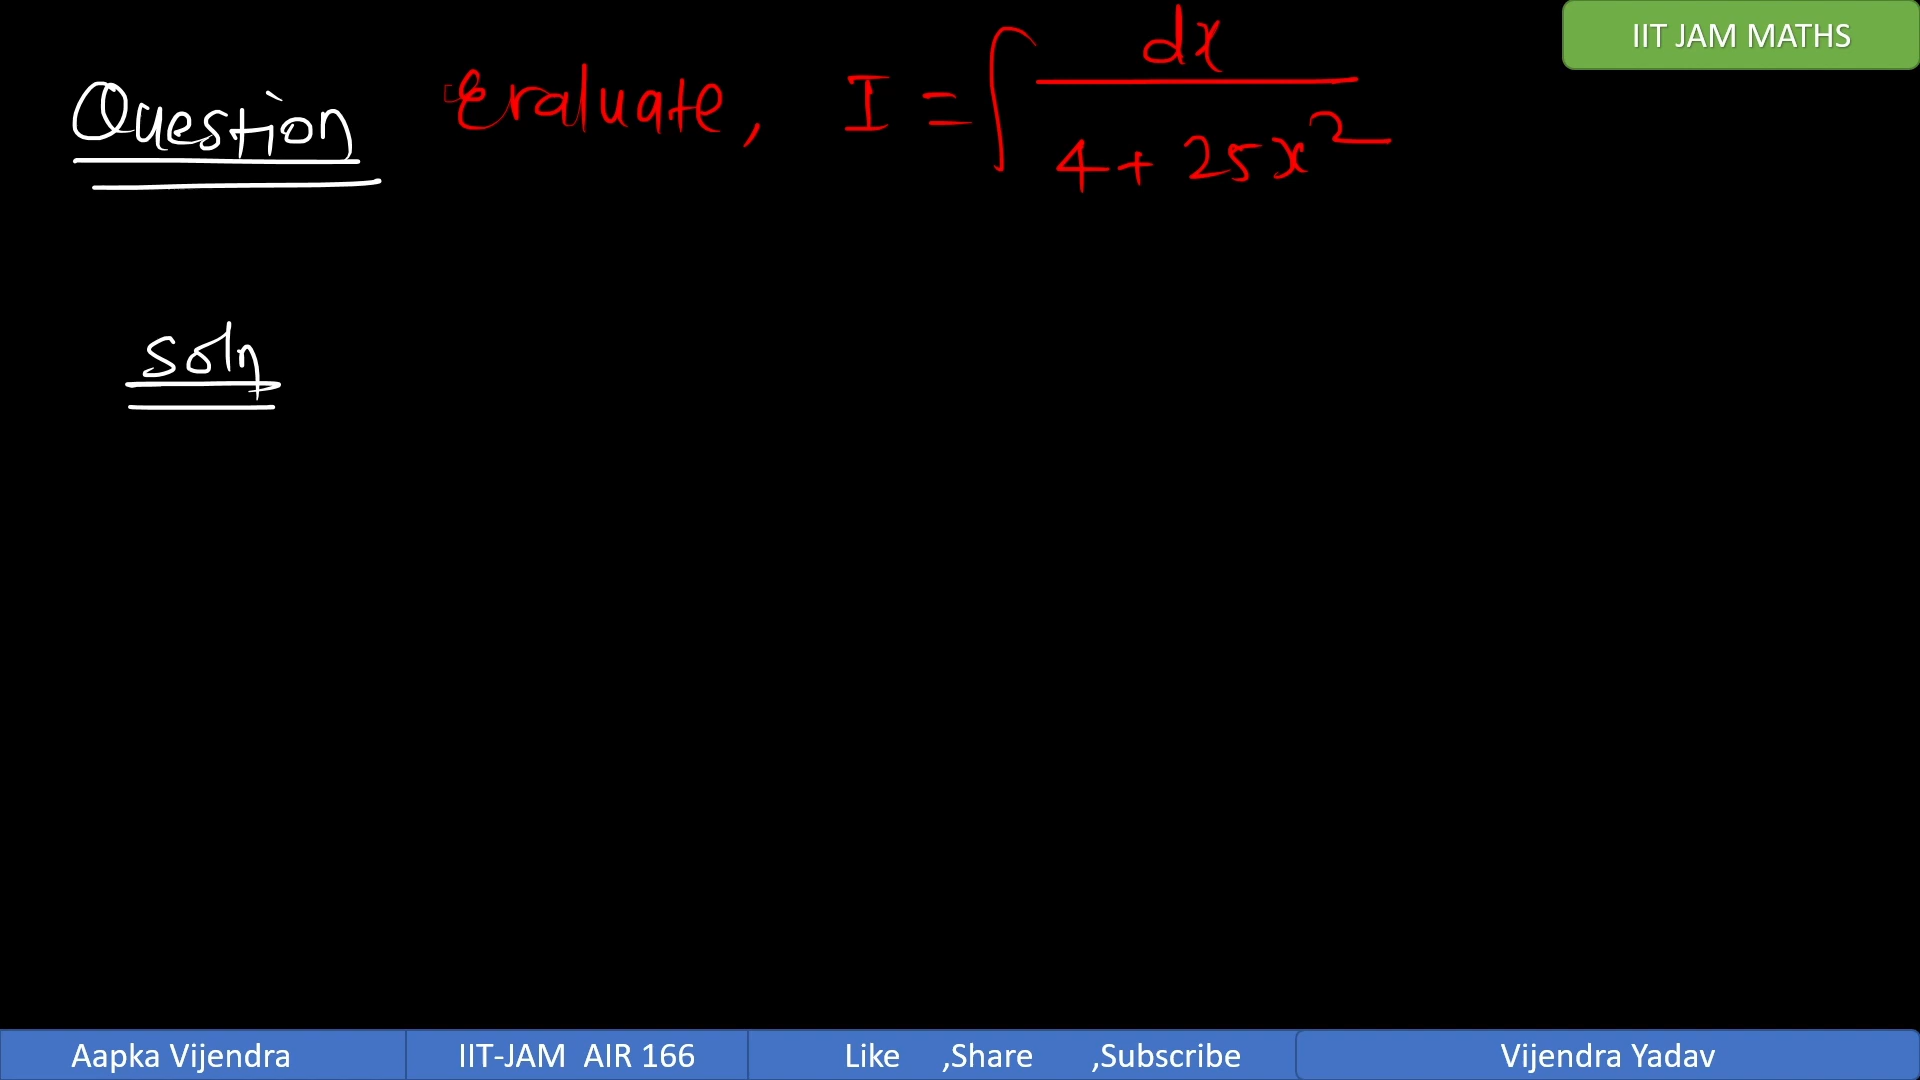 IIT JAM MATHS
Question Evaluate, I = ∫ dx / 4 + 25x²
Soln
Aapka Vijendra IIT-JAM AIR 166 Like ,Share ,Subscribe Vijendra Yadav